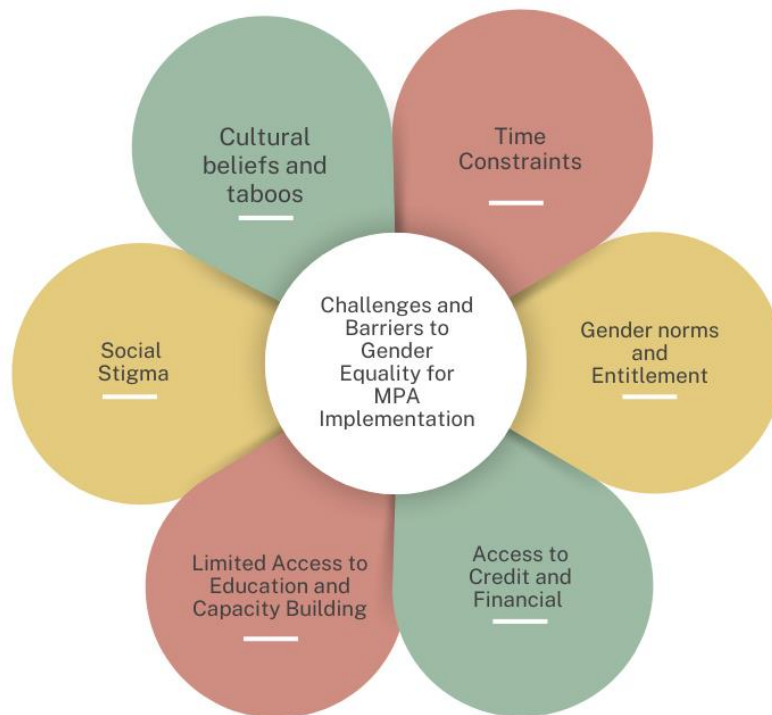 Cultural
beliefs and
taboos
Time
Constraints
Social
Stigma
Challenges and
Barriers to
Gender
Equality for
MPA
Implementation
Gender norms
and
Entitlement
Limited Access to
Education and
Capacity Building
Access to
Credit and
Financial